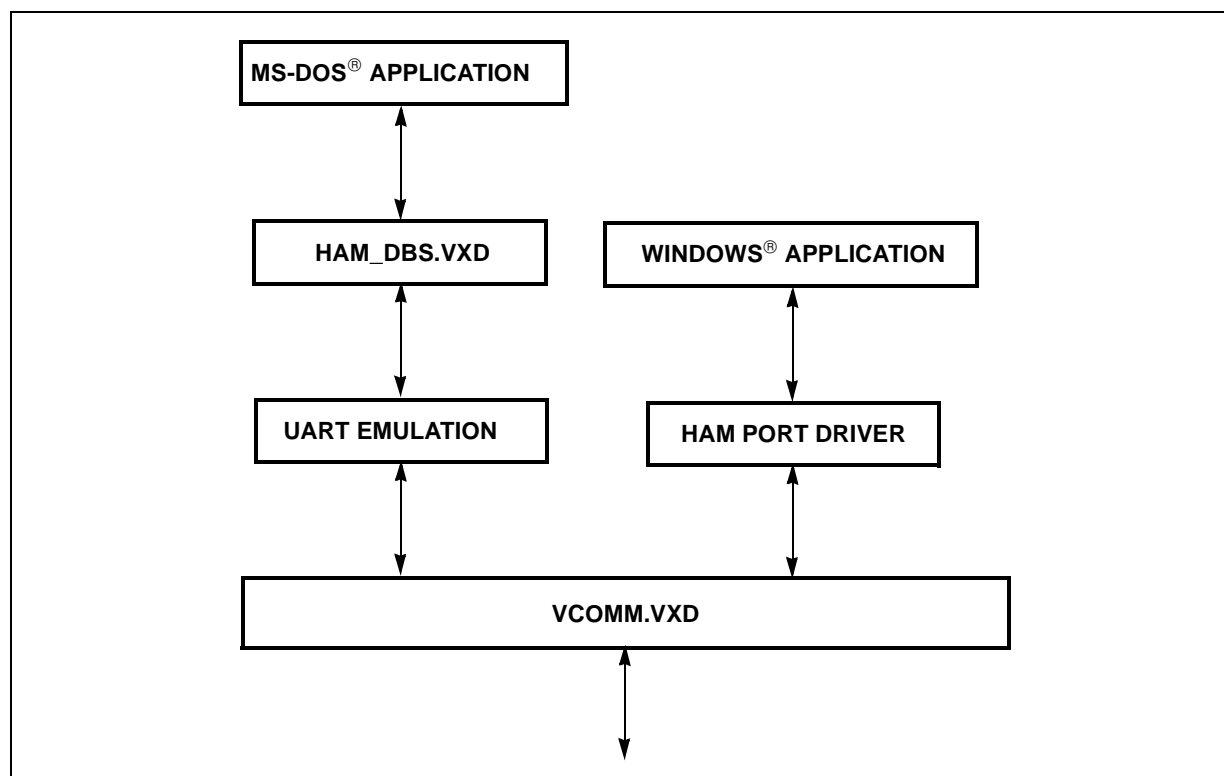 MS-DOS® APPLICATION
HAM_DBS.VXD
WINDOWS® APPLICATION
UART EMULATION
HAM PORT DRIVER
VCOMM.VXD